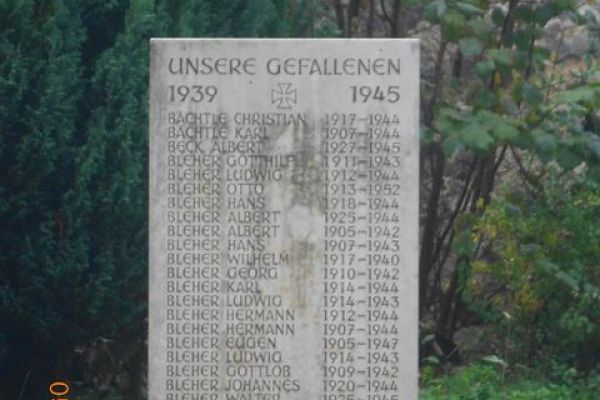 UNSERE GEFALLENEN
1939 1945
BÄCHTLE CHRISTIAN 1917-1944
BÄCHTLE KARL 1907-1944
BECK ALBERT 1927-1945
BLEHER GOTTHILF 1911-1943
BLEHER LUDWIG 1912-1944
BLEHER OTTO 1913-1952
BLEHER HANS 1918-1944
BLEHER ALBERT 1925-1944
BLEHER ALBERT 1905-1942
BLEHER HANS 1907-1943
BLEHER WILHELM 1917-1940
BLEHER GEORG 1910-1942
BLEHER KARL 1914-1944
BLEHER LUDWIG 1914-1943
BLEHER HERMANN 1912-1944
BLEHER HERMANN 1907-1944
BLEHER EUGEN 1905-1947
BLEHER LUDWIG 1914-1943
BLEHER GOTTLOB 1909-1942
BLEHER JOHANNES 1920-1944
BLEHER WALTER 1925-1945